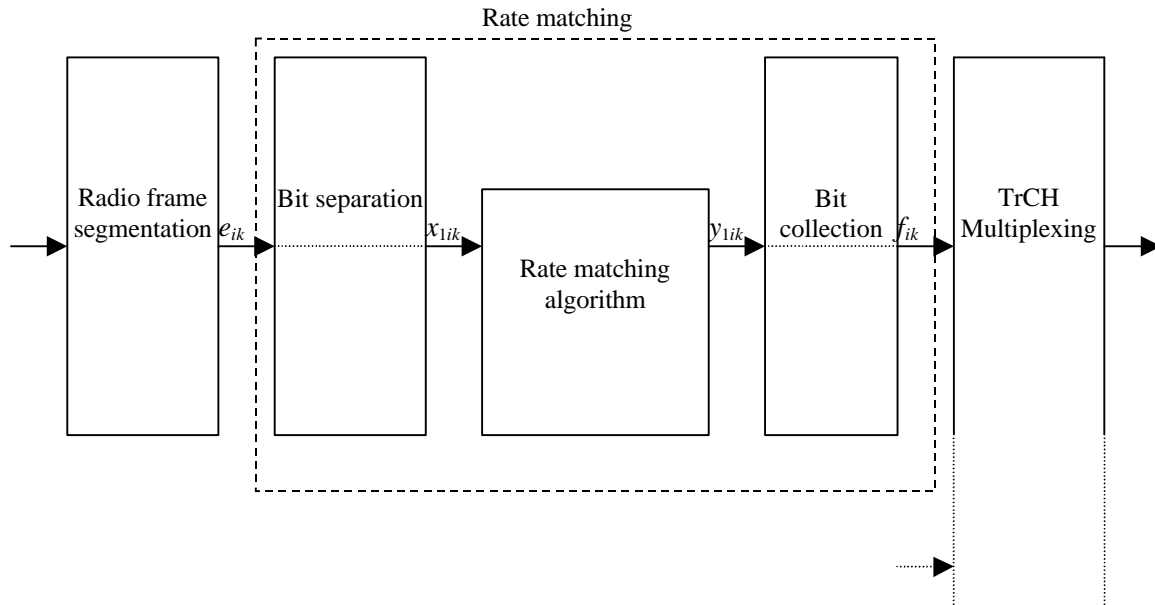 Rate matching
Radio frame
segmentation
e_ik
Bit separation
x_1ik
Rate matching
algorithm
y_1ik
Bit
collection
f_ik
TrCH
Multiplexing